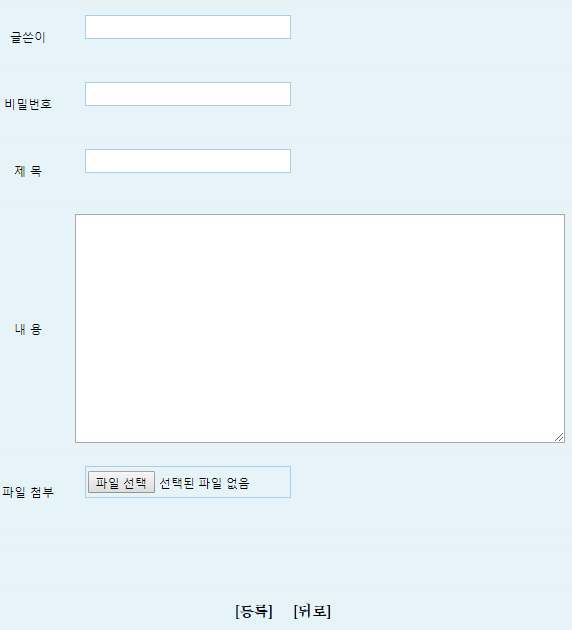 글쓴이
비밀번호
제 목
내 용
파일 첨부 파일 선택 선택된 파일 없음
[등록] [뒤로]